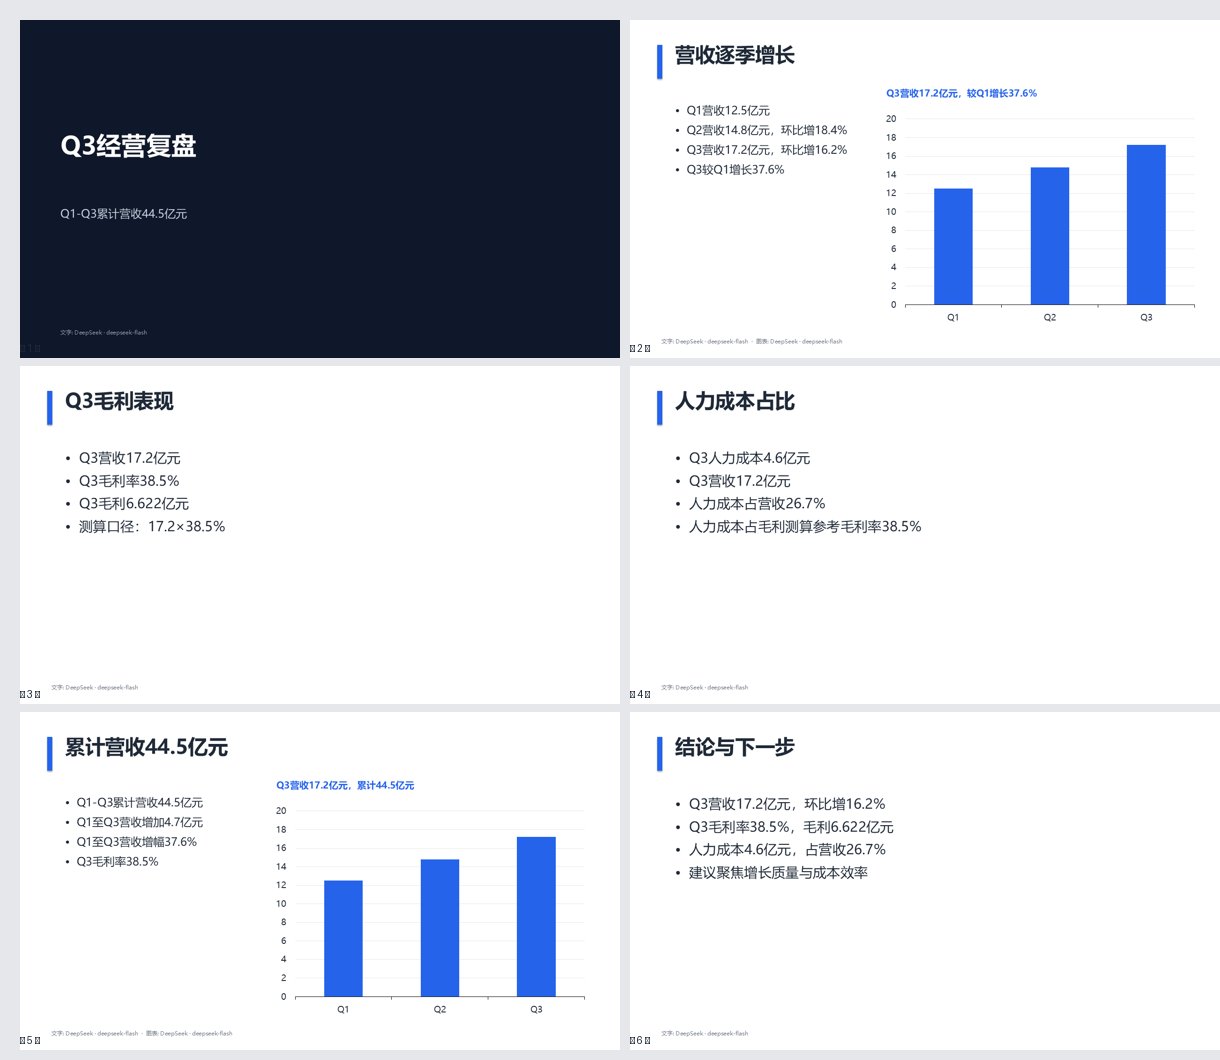 Q3经营复盘
Q1-Q3累计营收44.5亿元
文字: DeepSeek · deepseek-flash
1
营收逐季增长
• Q1营收12.5亿元
• Q2营收14.8亿元，环比增18.4%
• Q3营收17.2亿元，环比增16.2%
• Q3较Q1增长37.6%
Q3营收17.2亿元，较Q1增长37.6%
20
18
16
14
12
10
8
6
4
2
0
Q1 Q2 Q3
文字: DeepSeek · deepseek-flash · 图表: DeepSeek · deepseek-flash
2
Q3毛利表现
• Q3营收17.2亿元
• Q3毛利率38.5%
• Q3毛利6.622亿元
• 测算口径：17.2×38.5%
文字: DeepSeek · deepseek-flash
3
人力成本占比
• Q3人力成本4.6亿元
• Q3营收17.2亿元
• 人力成本占营收26.7%
• 人力成本占毛利测算参考毛利率38.5%
文字: DeepSeek · deepseek-flash
4
累计营收44.5亿元
• Q1-Q3累计营收44.5亿元
• Q1至Q3营收增加4.7亿元
• Q1至Q3营收增幅37.6%
• Q3毛利率38.5%
Q3营收17.2亿元，累计44.5亿元
20
18
16
14
12
10
8
6
4
2
0
Q1 Q2 Q3
文字: DeepSeek · deepseek-flash · 图表: DeepSeek · deepseek-flash
5
结论与下一步
• Q3营收17.2亿元，环比增16.2%
• Q3毛利率38.5%，毛利6.622亿元
• 人力成本4.6亿元，占营收26.7%
• 建议聚焦增长质量与成本效率
文字: DeepSeek · deepseek-flash
6